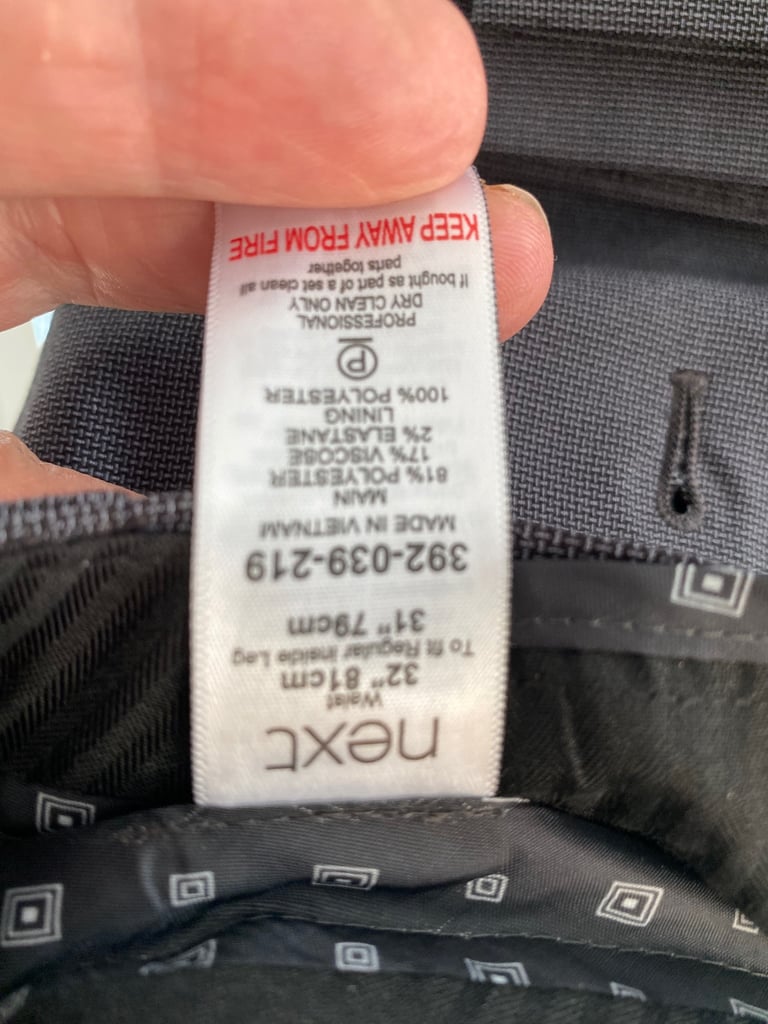 next
Waist
32" 81cm
To fit Regular Inside Leg
31" 79cm
392-039-219
MADE IN VIETNAM
MAIN
81% POLYESTER
17% VISCOSE
2% ELASTANE
LINING
100% POLYESTER
P
PROFESSIONAL
DRY CLEAN ONLY
If bought as part of a set clean all
parts together
KEEP AWAY FROM FIRE